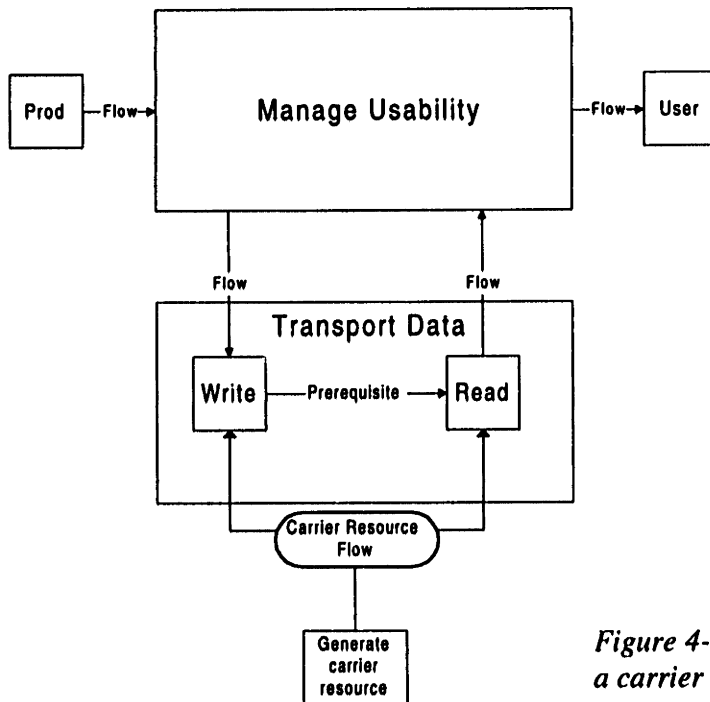 Prod
Flow
Manage Usability
Flow
User
Flow
Flow
Transport Data
Write
Prerequisite
Read
Carrier Resource
Flow
Generate
carrier
resource
Figure 4-
a carrier